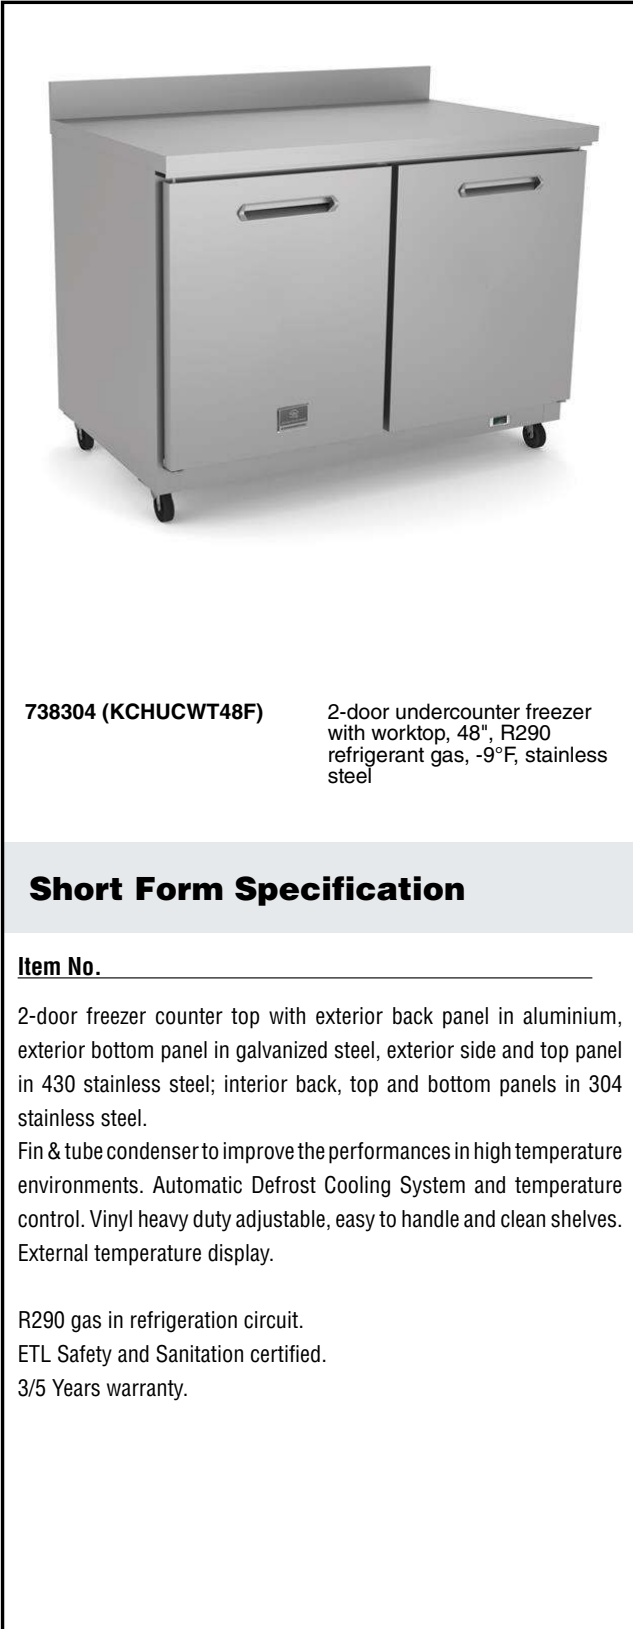 738304 (KCHUCWT48F)
2-door undercounter freezer
with worktop, 48", R290
refrigerant gas, -9°F, stainless
steel
Short Form Specification
Item No.
2-door freezer counter top with exterior back panel in aluminium,
exterior bottom panel in galvanized steel, exterior side and top panel
in 430 stainless steel; interior back, top and bottom panels in 304
stainless steel.
Fin & tube condenser to improve the performances in high temperature
environments. Automatic Defrost Cooling System and temperature
control. Vinyl heavy duty adjustable, easy to handle and clean shelves.
External temperature display.
R290 gas in refrigeration circuit.
ETL Safety and Sanitation certified.
3/5 Years warranty.